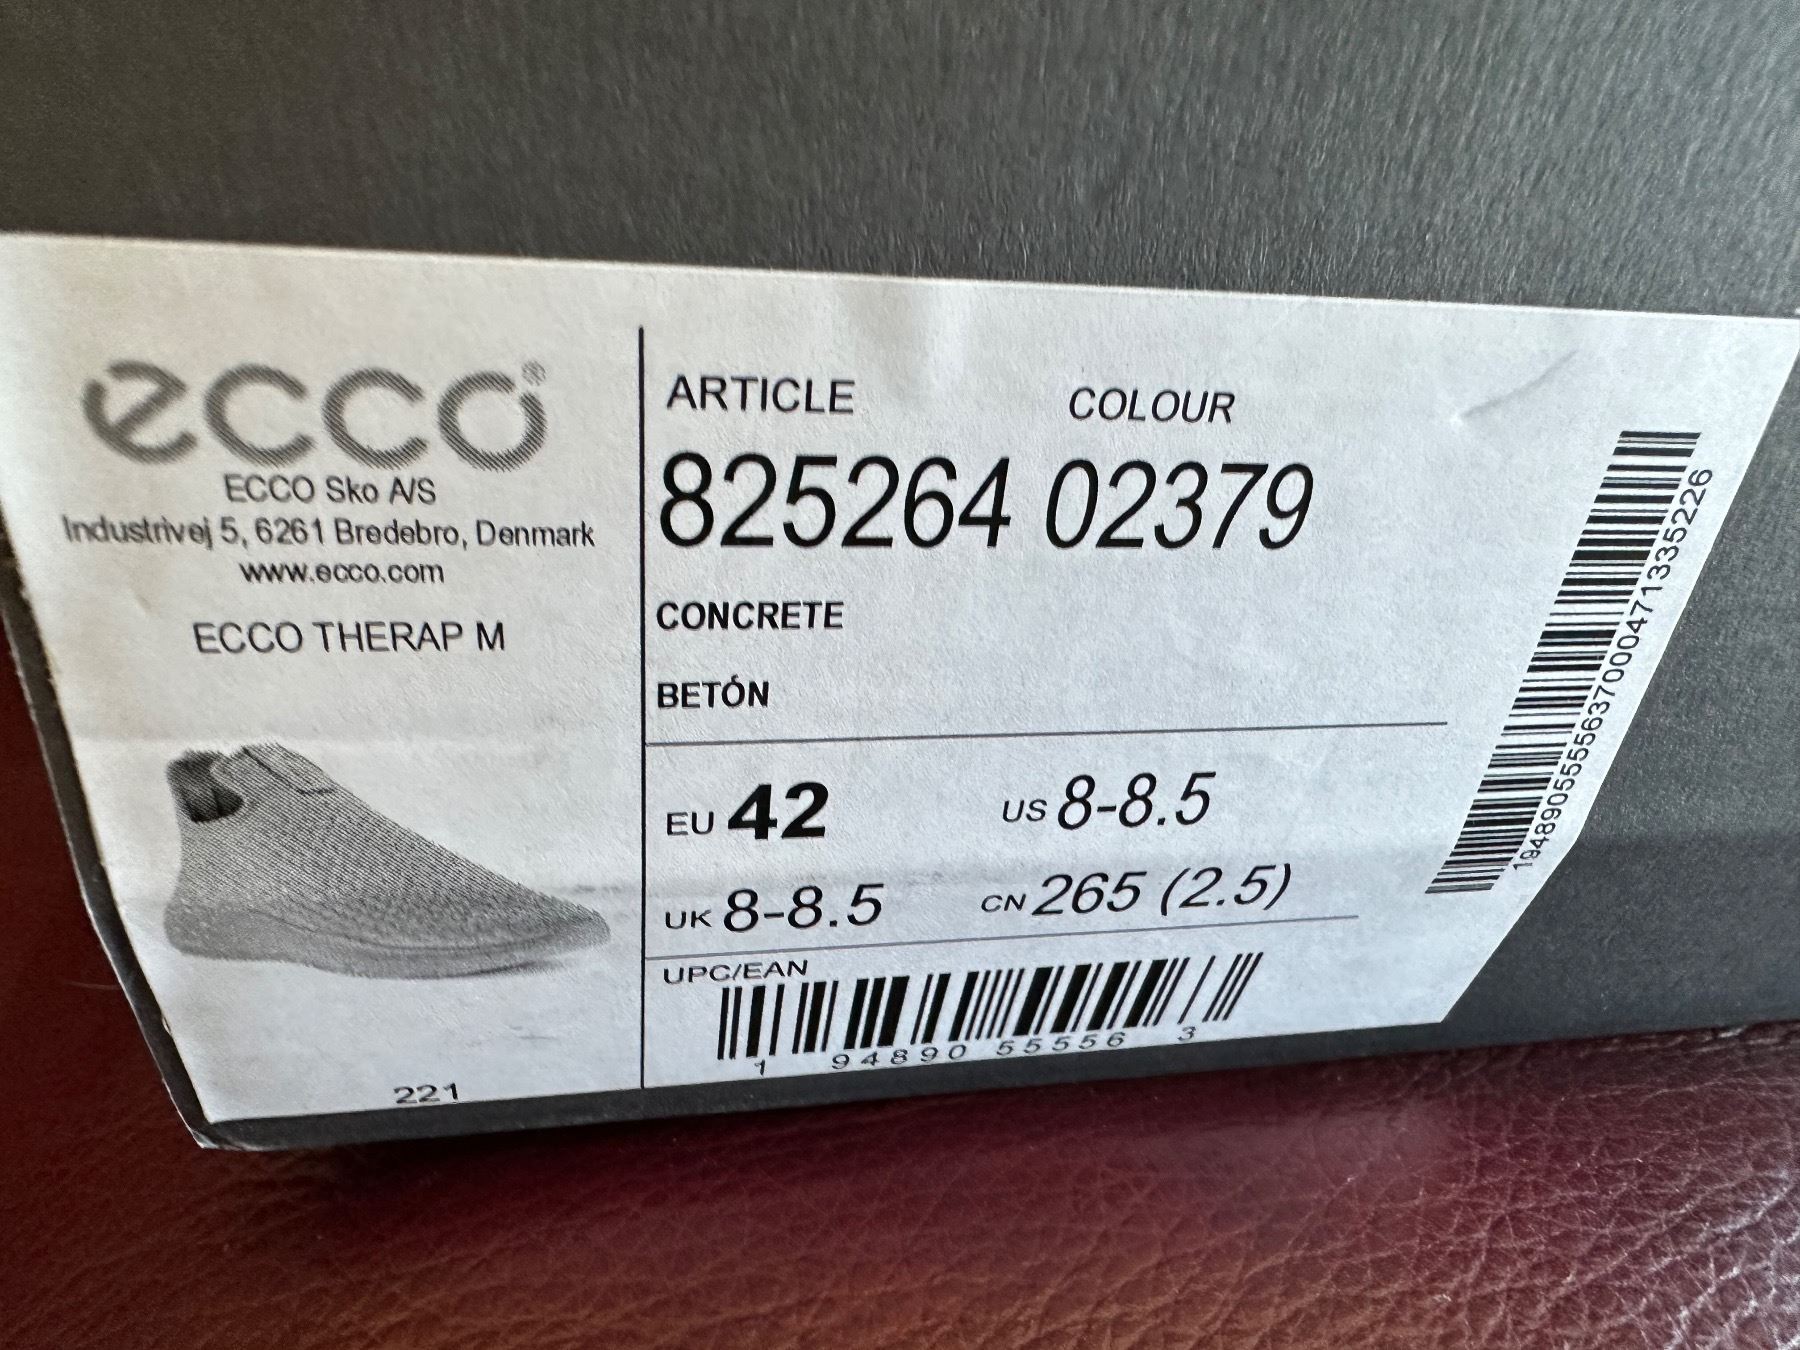 ecco®
ECCO Sko A/S
Industrivej 5, 6261 Bredebro, Denmark
www.ecco.com
ECCO THERAP M
221
ARTICLE COLOUR
825264 02379
CONCRETE
BETÓN
EU 42 US 8-8.5
UK 8-8.5 CN 265 (2.5)
UPC/EAN
1 94890 55556 3
1948905555637000471335226